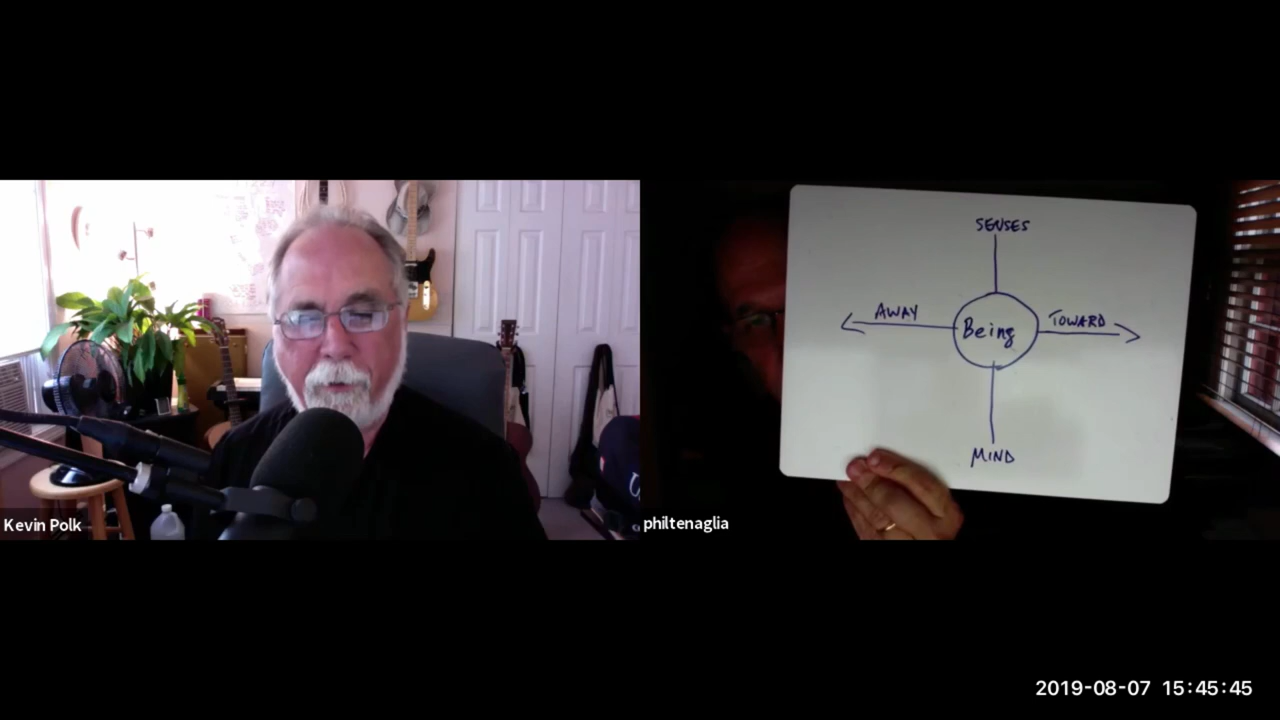 SENSES
AWAY
Being
TOWARD
MIND
Kevin Polk
philtenaglia
2019-08-07 15:45:45